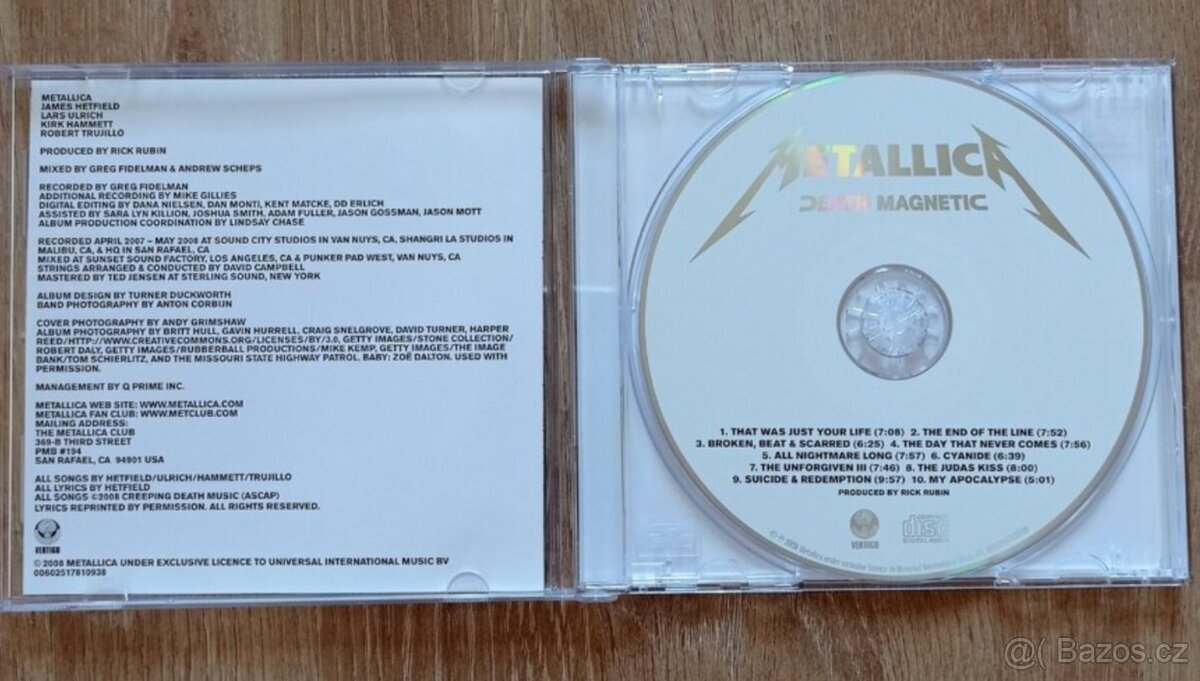 METALLICA
JAMES HETFIELD
LARS ULRICH
KIRK HAMMETT
ROBERT TRUJILLO
PRODUCED BY RICK RUBIN
MIXED BY GREG FIDELMAN & ANDREW SCHEPS
RECORDED BY GREG FIDELMAN
ADDITIONAL RECORDING BY MIKE GILLIES
DIGITAL EDITING BY DANA NIELSEN, DAN MONTI, KENT MATCKE, DD ERLICH
ASSISTED BY SARA LYN KILLION, JOSHUA SMITH, ADAM FULLER, JASON GOSSMAN, JASON MOTT
ALBUM PRODUCTION COORDINATION BY LINDSAY CHASE
RECORDED APRIL 2007 – MAY 2008 AT SOUND CITY STUDIOS IN VAN NUYS, CA, SHANGRI LA STUDIOS IN
MALIBU, CA, & HQ IN SAN RAFAEL, CA
MIXED AT SUNSET SOUND FACTORY, LOS ANGELES, CA & PUNKER PAD WEST, VAN NUYS, CA
STRINGS ARRANGED & CONDUCTED BY DAVID CAMPBELL
MASTERED BY TED JENSEN AT STERLING SOUND, NEW YORK
ALBUM DESIGN BY TURNER DUCKWORTH
BAND PHOTOGRAPHY BY ANTON CORBIJN
COVER PHOTOGRAPHY BY ANDY GRIMSHAW
ALBUM PHOTOGRAPHY BY BRITT HULL, GAVIN HURRELL, CRAIG SNELGROVE, DAVID TURNER, HARPER
REED/HTTP://WWW.CREATIVECOMMONS.ORG/LICENSES/BY/3.0, GETTY IMAGES/STONE COLLECTION/
ROBERT DALY, GETTY IMAGES/RUBBERBALL PRODUCTIONS/MIKE KEMP, GETTY IMAGES/THE IMAGE
BANK/TOM SCHIERLITZ, AND THE MISSOURI STATE HIGHWAY PATROL. BABY: ZOË DALTON. USED WITH
PERMISSION.
MANAGEMENT BY Q PRIME INC.
METALLICA WEB SITE: WWW.METALLICA.COM
METALLICA FAN CLUB: WWW.METCLUB.COM
MAILING ADDRESS:
THE METALLICA CLUB
369-B THIRD STREET
PMB #194
SAN RAFAEL, CA 94901 USA
ALL SONGS BY HETFIELD/ULRICH/HAMMETT/TRUJILLO
ALL LYRICS BY HETFIELD
ALL SONGS ©2008 CREEPING DEATH MUSIC (ASCAP)
LYRICS REPRINTED BY PERMISSION. ALL RIGHTS RESERVED.
VERTIGO
© 2008 METALLICA UNDER EXCLUSIVE LICENCE TO UNIVERSAL INTERNATIONAL MUSIC BV
00602517810938
METALLICA
DEATH MAGNETIC
1. THAT WAS JUST YOUR LIFE (7:08) 2. THE END OF THE LINE (7:52)
3. BROKEN, BEAT & SCARRED (6:25) 4. THE DAY THAT NEVER COMES (7:56)
5. ALL NIGHTMARE LONG (7:57) 6. CYANIDE (6:39)
7. THE UNFORGIVEN III (7:46) 8. THE JUDAS KISS (8:00)
9. SUICIDE & REDEMPTION (9:57) 10. MY APOCALYPSE (5:01)
PRODUCED BY RICK RUBIN
VERTIGO
COMPACT
disc
DIGITAL AUDIO
2008 Metallica under exclusive licence to Universal International Music BV
@( Bazos.cz